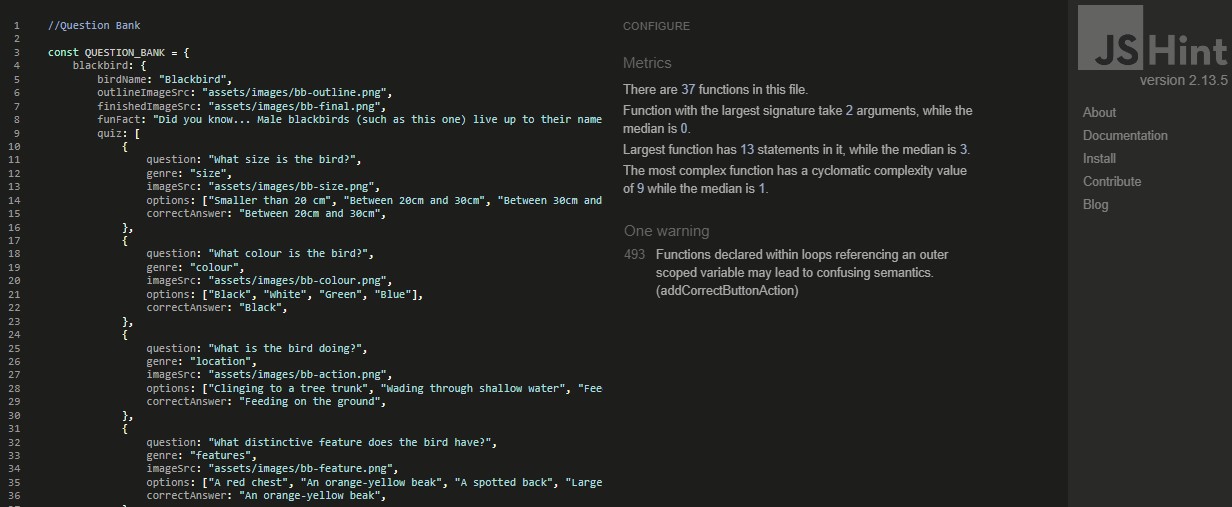 1 //Question Bank
2
3 const QUESTION_BANK = {
4 blackbird: {
5 birdName: "Blackbird",
6 outlineImageSrc: "assets/images/bb-outline.png",
7 finishedImageSrc: "assets/images/bb-final.png",
8 funFact: "Did you know... Male blackbirds (such as this one) live up to their name
9 quiz: [
10 {
11 question: "What size is the bird?",
12 genre: "size",
13 imageSrc: "assets/images/bb-size.png",
14 options: ["Smaller than 20 cm", "Between 20cm and 30cm", "Between 30cm and
15 correctAnswer: "Between 20cm and 30cm",
16 },
17 {
18 question: "What colour is the bird?",
19 genre: "colour",
20 imageSrc: "assets/images/bb-colour.png",
21 options: ["Black", "White", "Green", "Blue"],
22 correctAnswer: "Black",
23 },
24 {
25 question: "What is the bird doing?",
26 genre: "location",
27 imageSrc: "assets/images/bb-action.png",
28 options: ["Clinging to a tree trunk", "Wading through shallow water", "Fee
29 correctAnswer: "Feeding on the ground",
30 },
31 {
32 question: "What distinctive feature does the bird have?",
33 genre: "features",
34 imageSrc: "assets/images/bb-feature.png",
35 options: ["A red chest", "An orange-yellow beak", "A spotted back", "Large
36 correctAnswer: "An orange-yellow beak",
CONFIGURE
Metrics
There are 37 functions in this file.
Function with the largest signature take 2 arguments, while the
median is 0.
Largest function has 13 statements in it, while the median is 3.
The most complex function has a cyclomatic complexity value
of 9 while the median is 1.
One warning
493 Functions declared within loops referencing an outer
scoped variable may lead to confusing semantics.
(addCorrectButtonAction)
JSHint
version 2.13.5
About
Documentation
Install
Contribute
Blog